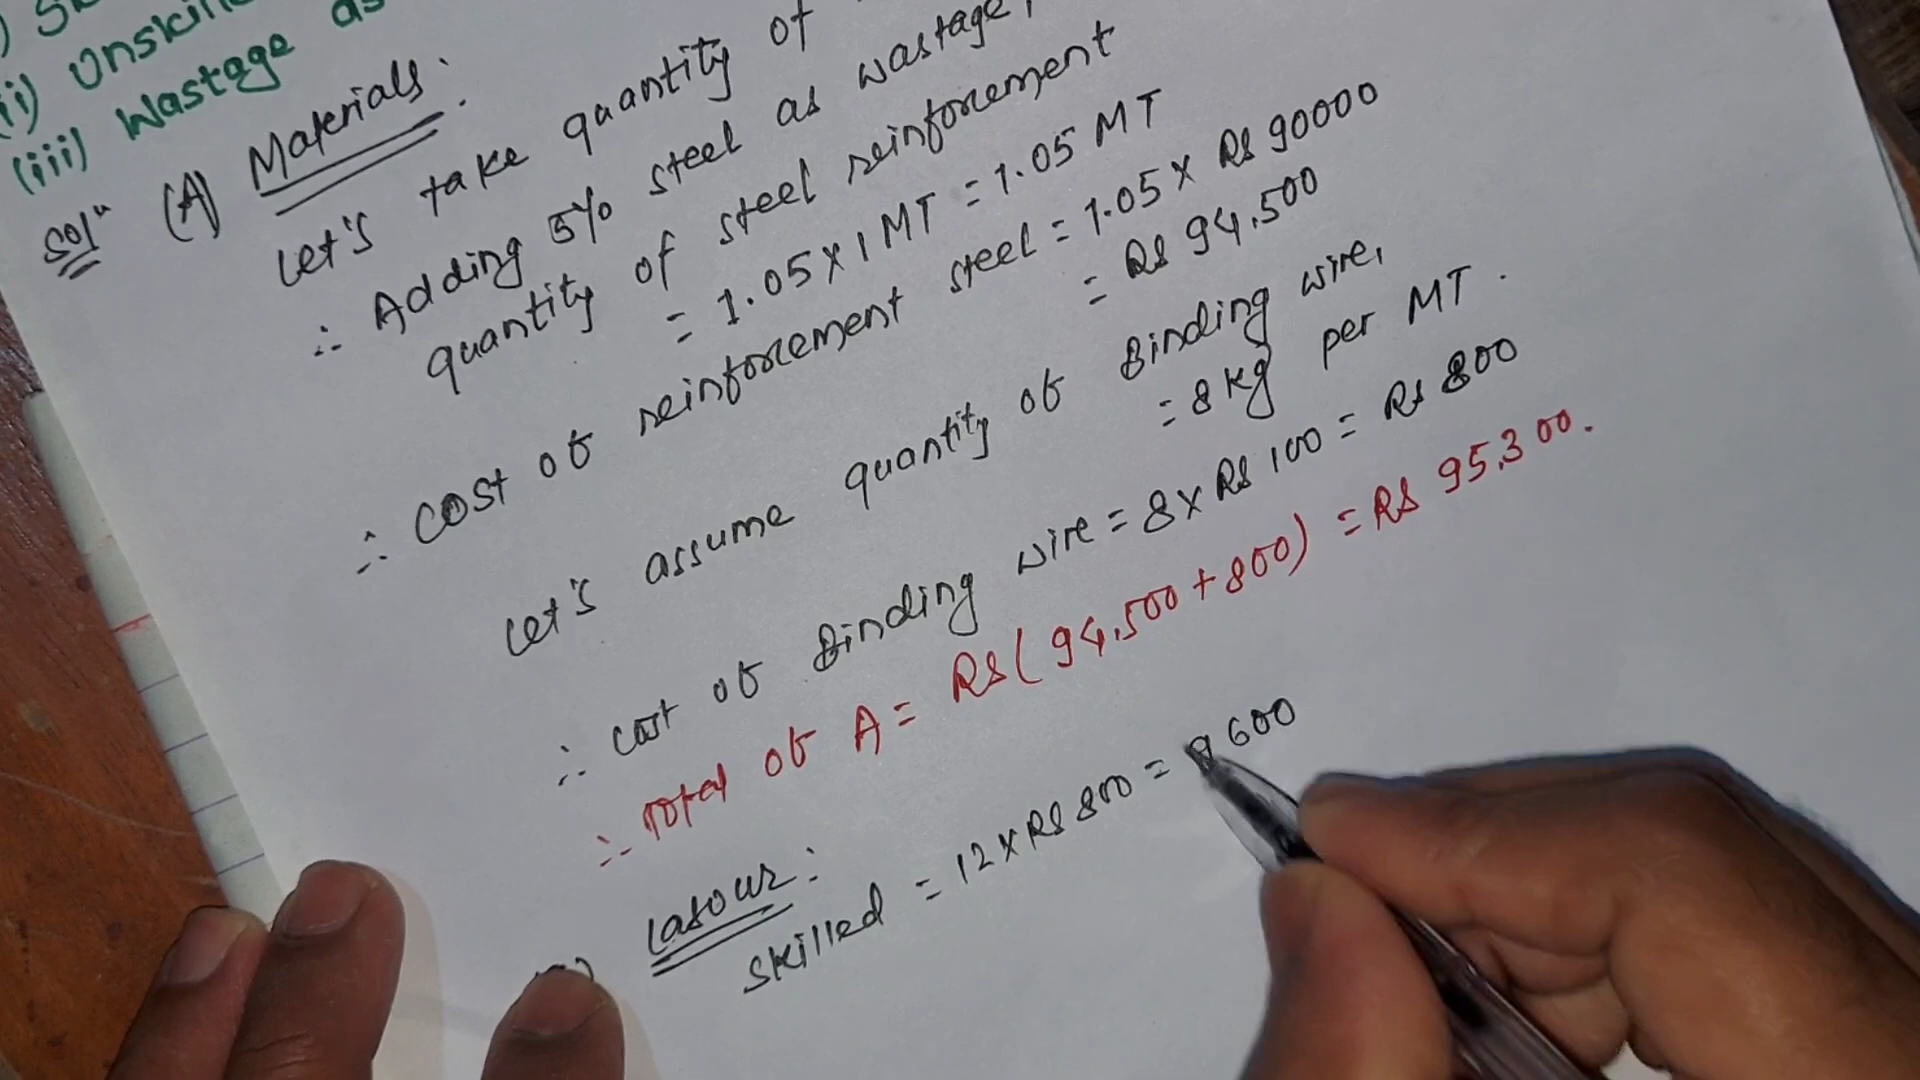 ii) Unskill
(iii) Wastage as
Solⁿ (A) Materials:
Let's take quantity of
∴ Adding 5% steel as wastage,
quantity of steel reinforcement
= 1.05 x 1 MT = 1.05 MT
∴ Cost of reinforcement steel = 1.05 x Rs 90000
= Rs 94,500
Let's assume quantity of Binding wire,
= 8 kg per MT.
∴ Cost of Binding wire = 8 x Rs 100 = Rs 800
∴ Total of A = Rs (94,500 + 800) = Rs 95,300.
Labour:
Skilled = 12 x Rs 800 = 9600